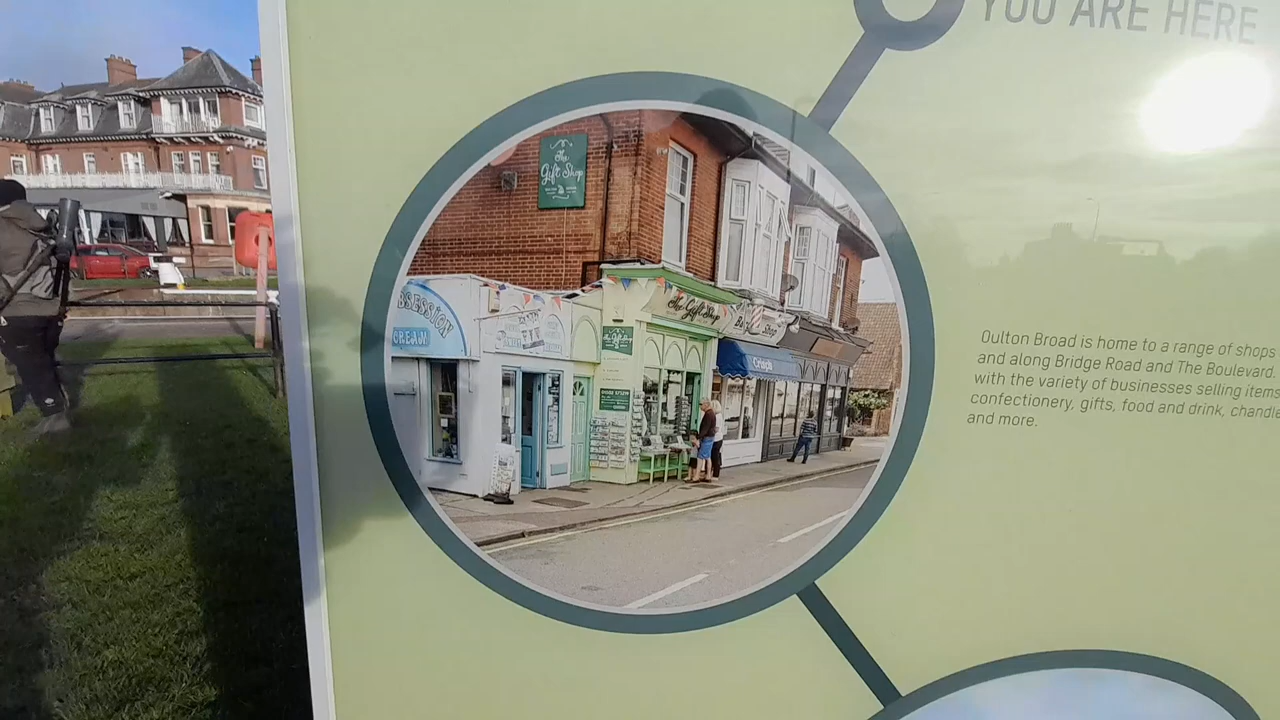 YOU ARE HERE
The
Gift Shop
BSESSION
CREAM
The Gift Shop
Shop
Oulton Broad is home to a range of shops
and along Bridge Road and The Boulevard.
with the variety of businesses selling items
confectionery, gifts, food and drink, chandle
and more.